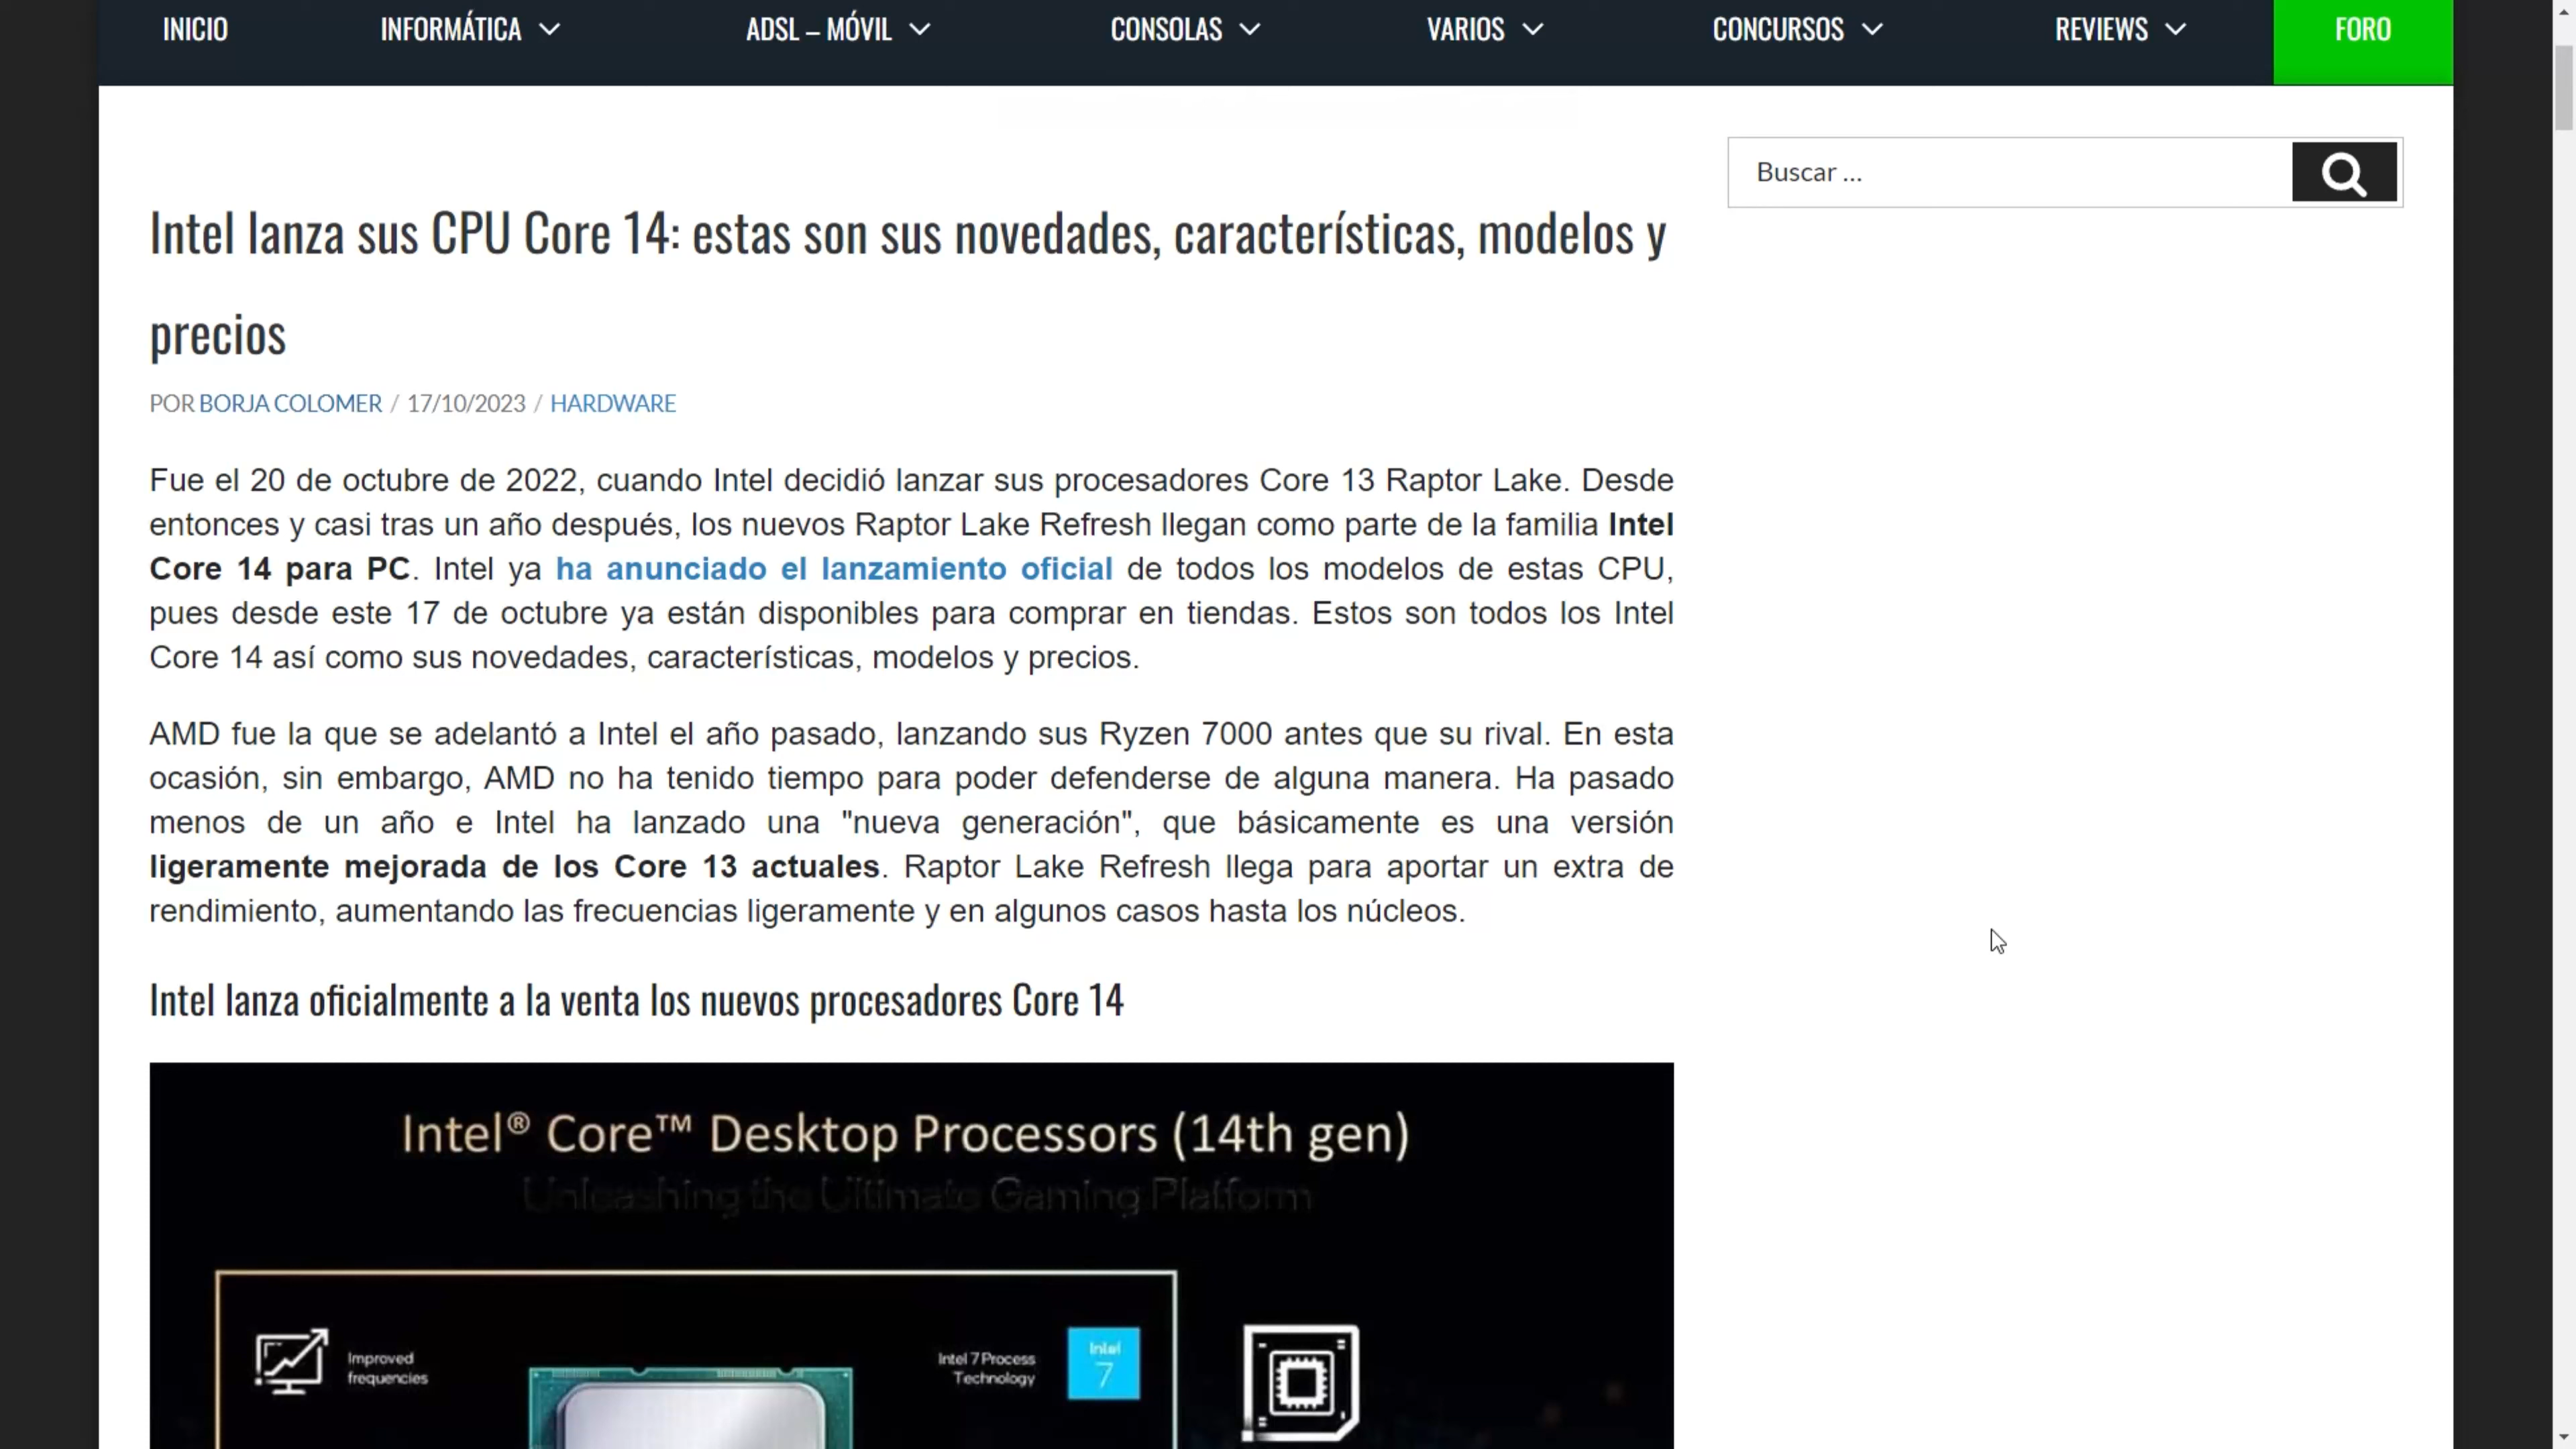 INICIO INFORMÁTICA ADSL – MÓVIL CONSOLAS VARIOS CONCURSOS REVIEWS FORO
Buscar ...
Intel lanza sus CPU Core 14: estas son sus novedades, características, modelos y
precios
POR BORJA COLOMER / 17/10/2023 / HARDWARE
Fue el 20 de octubre de 2022, cuando Intel decidió lanzar sus procesadores Core 13 Raptor Lake. Desde
entonces y casi tras un año después, los nuevos Raptor Lake Refresh llegan como parte de la familia Intel
Core 14 para PC. Intel ya ha anunciado el lanzamiento oficial de todos los modelos de estas CPU,
pues desde este 17 de octubre ya están disponibles para comprar en tiendas. Estos son todos los Intel
Core 14 así como sus novedades, características, modelos y precios.
AMD fue la que se adelantó a Intel el año pasado, lanzando sus Ryzen 7000 antes que su rival. En esta
ocasión, sin embargo, AMD no ha tenido tiempo para poder defenderse de alguna manera. Ha pasado
menos de un año e Intel ha lanzado una "nueva generación", que básicamente es una versión
ligeramente mejorada de los Core 13 actuales. Raptor Lake Refresh llega para aportar un extra de
rendimiento, aumentando las frecuencias ligeramente y en algunos casos hasta los núcleos.
Intel lanza oficialmente a la venta los nuevos procesadores Core 14
Intel® Core™ Desktop Processors (14th gen)
Unleashing the Ultimate Gaming Platform
Improved
frequencies
Intel 7 Process
Technology
Intel
7